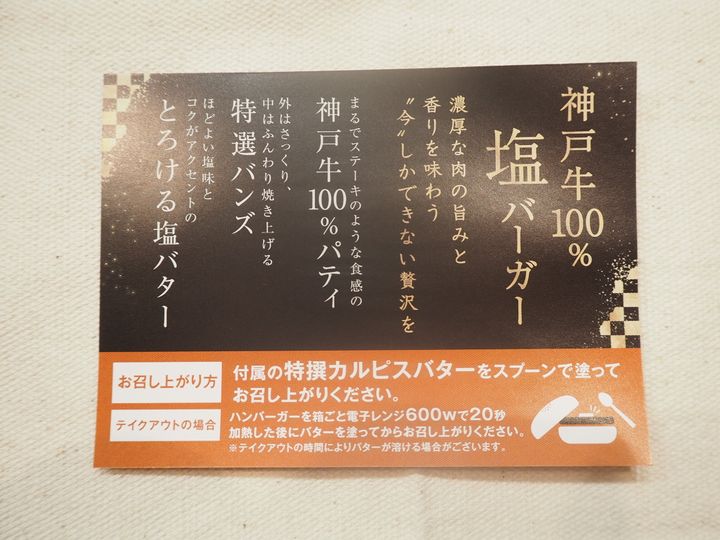 神戸牛100%
塩バーガー
濃厚な肉の旨みと
香りを味わう
〝今〟しかできない贅沢を
まるでステーキのような食感の
神戸牛100%パティ
外はさっくり、
中はふんわり焼き上げる
特選バンズ
ほどよい塩味と
コクがアクセントの
とろける塩バター
お召し上がり方
付属の特撰カルピスバターをスプーンで塗って
お召し上がりください。
テイクアウトの場合
ハンバーガーを箱ごと電子レンジ600wで20秒
加熱した後にバターを塗ってからお召し上がりください。
※テイクアウトの時間によりバターが溶ける場合がございます。